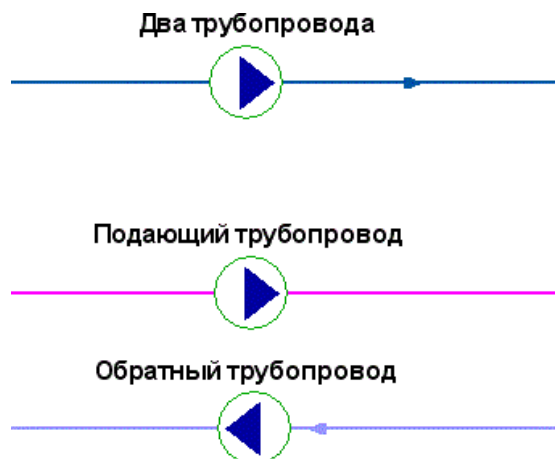 Два трубопровода
Подающий трубопровод
Обратный трубопровод